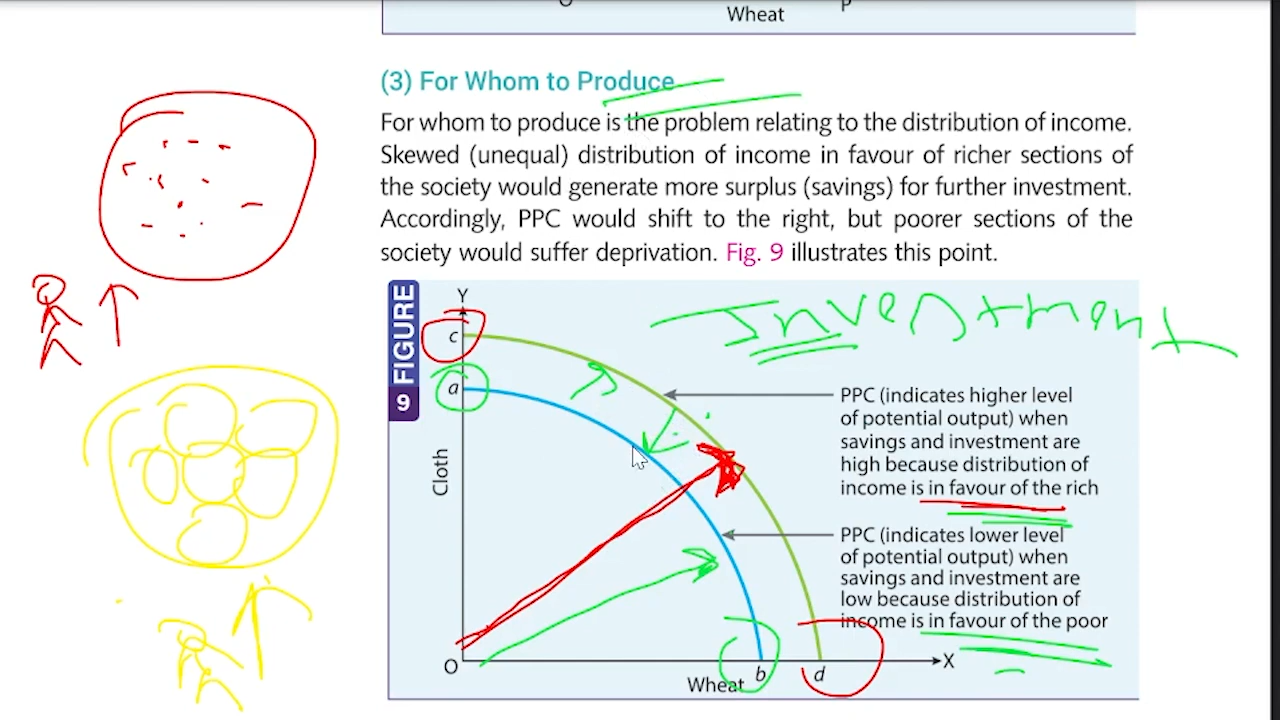 Wheat
(3) For Whom to Produce
For whom to produce is the problem relating to the distribution of income.
Skewed (unequal) distribution of income in favour of richer sections of
the society would generate more surplus (savings) for further investment.
Accordingly, PPC would shift to the right, but poorer sections of the
society would suffer deprivation. Fig. 9 illustrates this point.
FIGURE
9
Y
Investment
c
a
PPC (indicates higher level
of potential output) when
savings and investment are
high because distribution of
income is in favour of the rich
Cloth
PPC (indicates lower level
of potential output) when
savings and investment are
low because distribution of
income is in favour of the poor
O
b
d
X
Wheat